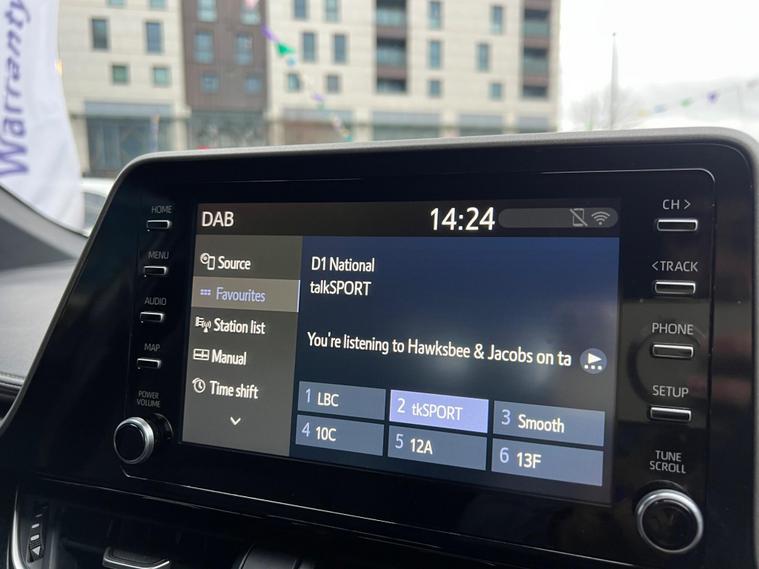 Warranty
HOME
MENU
AUDIO
MAP
POWER
VOLUME
DAB
14:24
Source
Favourites
Station list
Manual
Time shift
D1 National
talkSPORT
You're listening to Hawksbee & Jacobs on ta
1 LBC
2 tkSPORT
3 Smooth
4 10C
5 12A
6 13F
CH >
< TRACK
PHONE
SETUP
TUNE
SCROLL